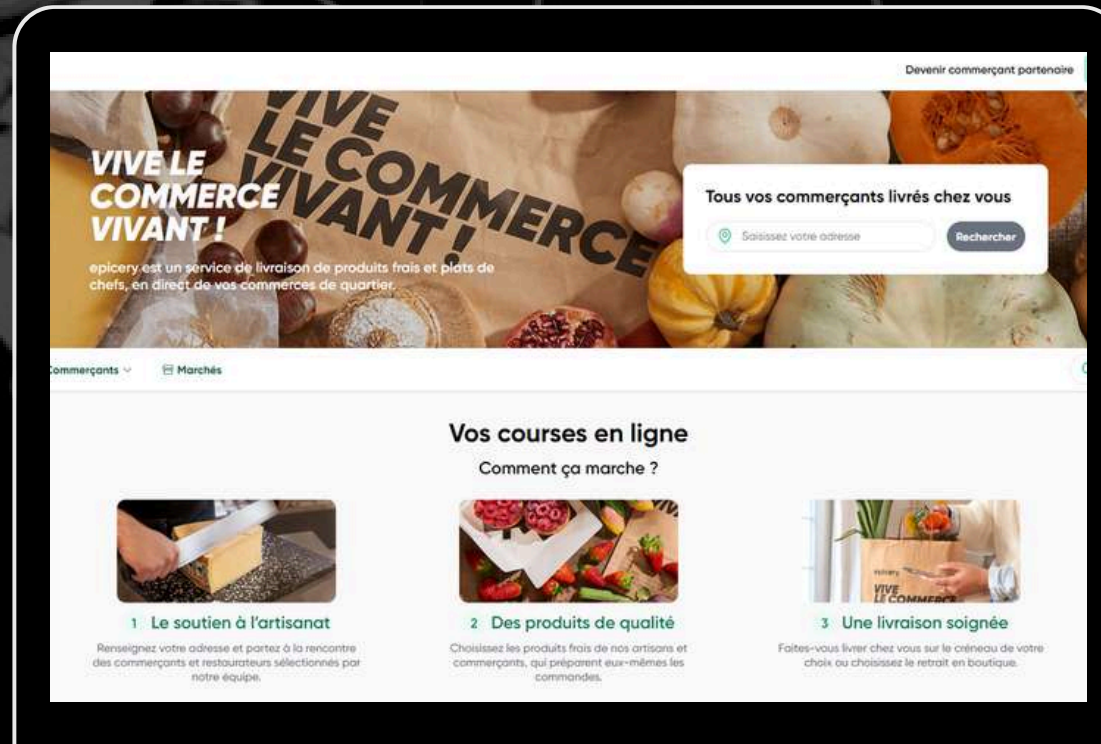 Devenir commerçant partenaire
VIVE
LE COMMERCE
VIVANT !
VIVE LE
COMMERCE
VIVANT !
epicery est un service de livraison de produits frais et plats de
chefs, en direct de vos commerces de quartier.
Tous vos commerçants livrés chez vous
Saisissez votre adresse
Rechercher
Commerçants
Marchés
Vos courses en ligne
Comment ça marche ?
epicery
VIVE
LE COMMERCE
1 Le soutien à l'artisanat
Renseignez votre adresse et partez à la rencontre
des commerçants et restaurateurs sélectionnés par
notre équipe.
2 Des produits de qualité
Choisissez les produits frais de nos artisans et
commerçants, qui préparent eux-mêmes les
commandes.
3 Une livraison soignée
Faites-vous livrer chez vous sur le créneau de votre
choix ou choisissez le retrait en boutique.